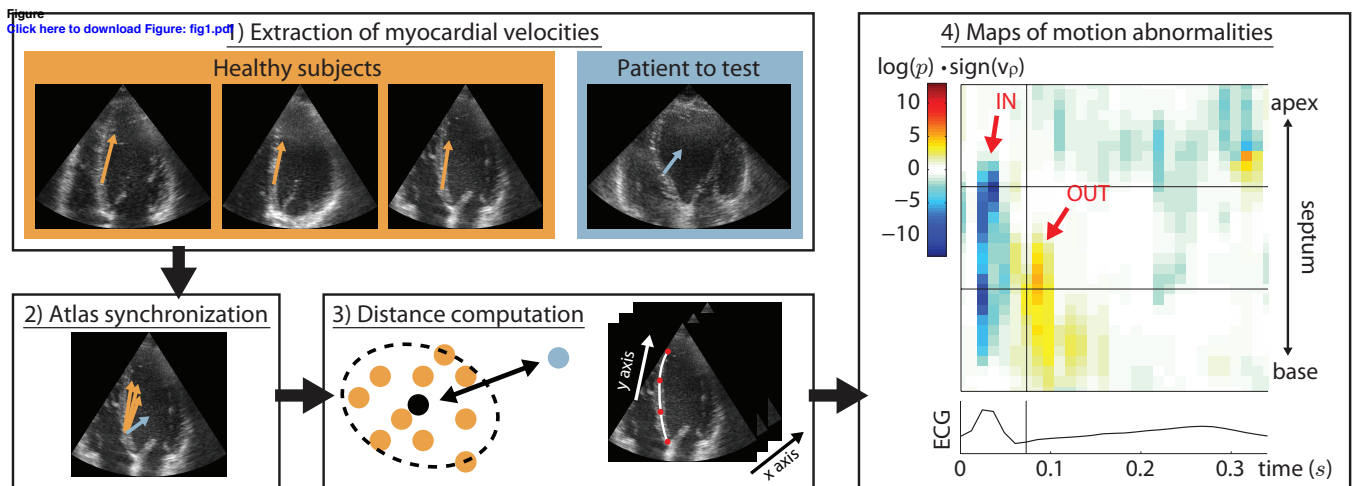 Figure
Click here to download Figure: fig1.pdf
1) Extraction of myocardial velocities
Healthy subjects
Patient to test
2) Atlas synchronization
3) Distance computation
y axis
x axis
4) Maps of motion abnormalities
log(p) · sign(vρ)
10
5
0
−5
−10
IN
OUT
apex
septum
base
ECG
0
0.1
0.2
0.3
time (s)